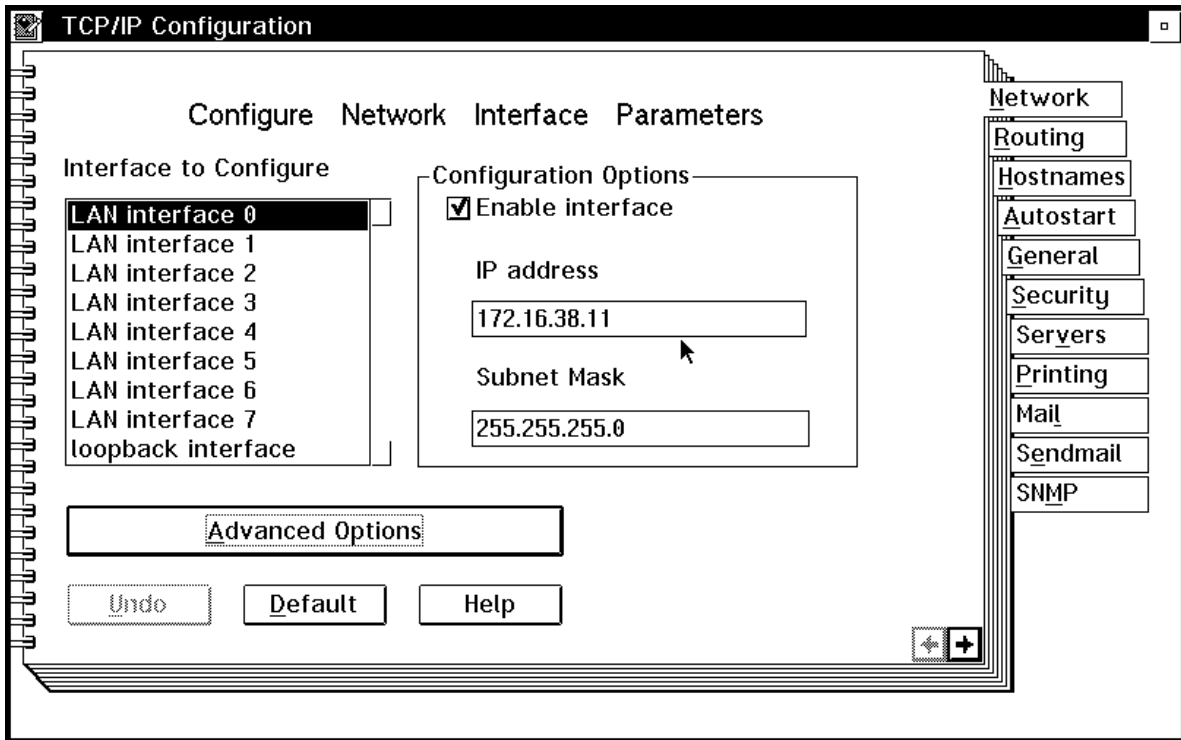 TCP/IP Configuration
Configure Network Interface Parameters
Interface to Configure
LAN interface 0
LAN interface 1
LAN interface 2
LAN interface 3
LAN interface 4
LAN interface 5
LAN interface 6
LAN interface 7
loopback interface
Configuration Options
Enable interface
IP address
172.16.38.11
Subnet Mask
255.255.255.0
Advanced Options
Undo
Default
Help
Network
Routing
Hostnames
Autostart
General
Security
Servers
Printing
Mail
Sendmail
SNMP